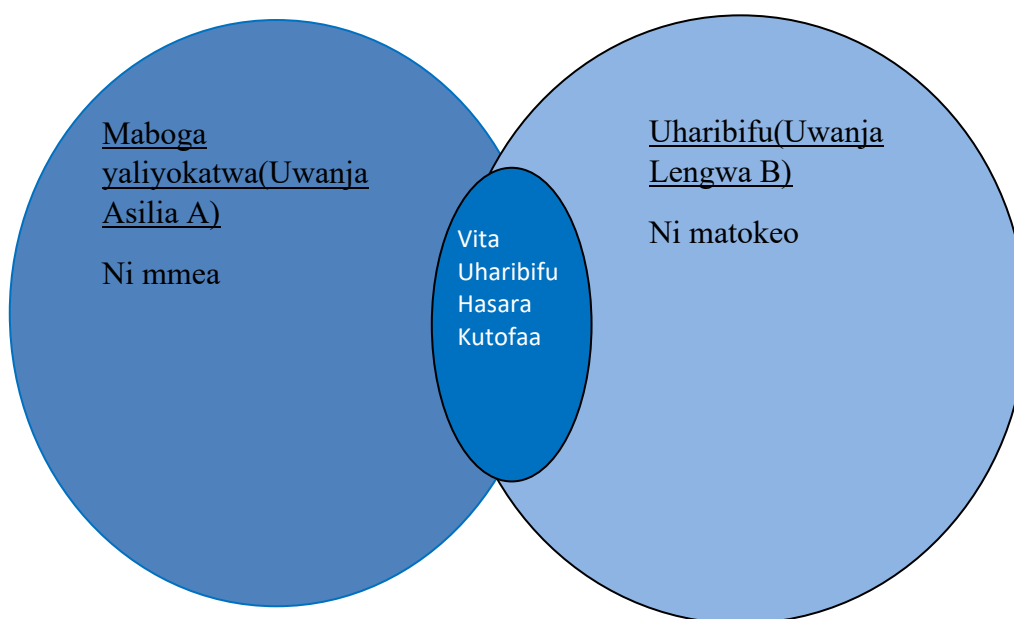 Maboga
yaliyokatwa(Uwanja
Asilia A)
Ni mmea
Vita
Uharibifu
Hasara
Kutofaa
Uharibifu(Uwanja
Lengwa B)
Ni matokeo